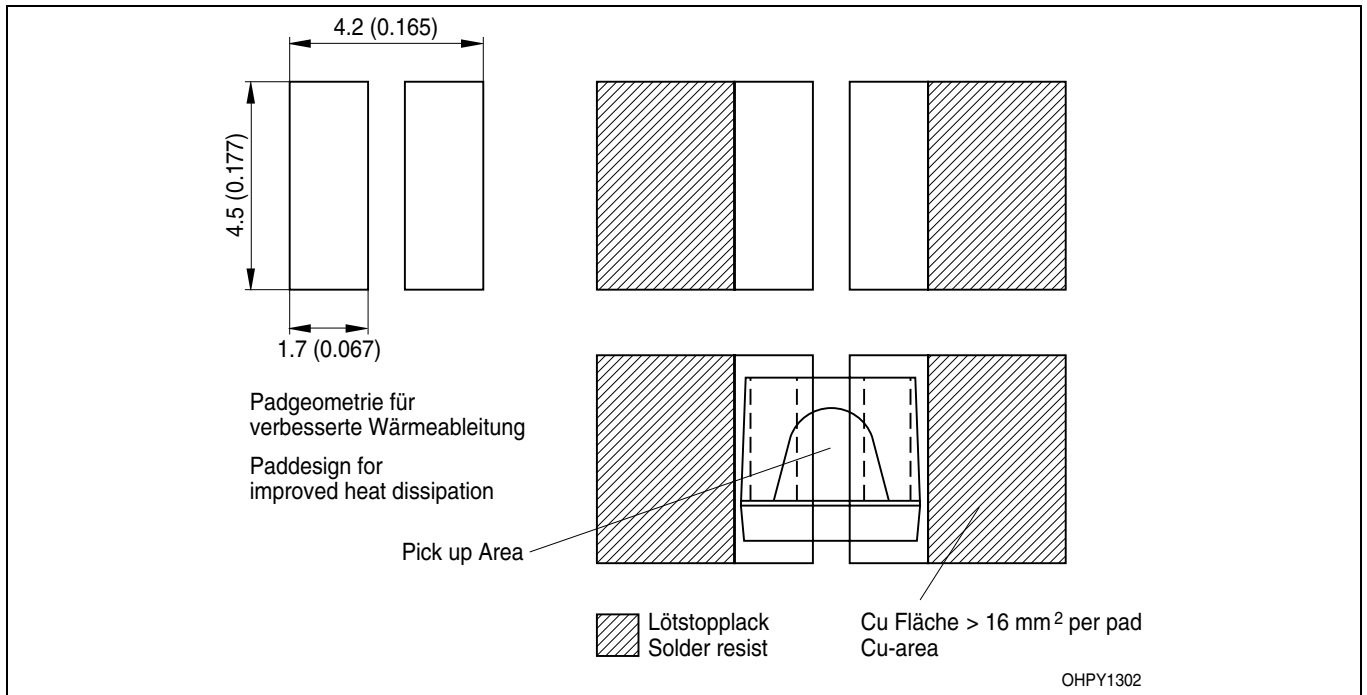 4.2 (0.165)
4.5 (0.177)
1.7 (0.067)
Padgeometrie für
verbesserte Wärmeableitung
Paddesign for
improved heat dissipation
Pick up Area
Lötstopplack
Solder resist
Cu Fläche > 16 mm² per pad
Cu-area
OHPY1302